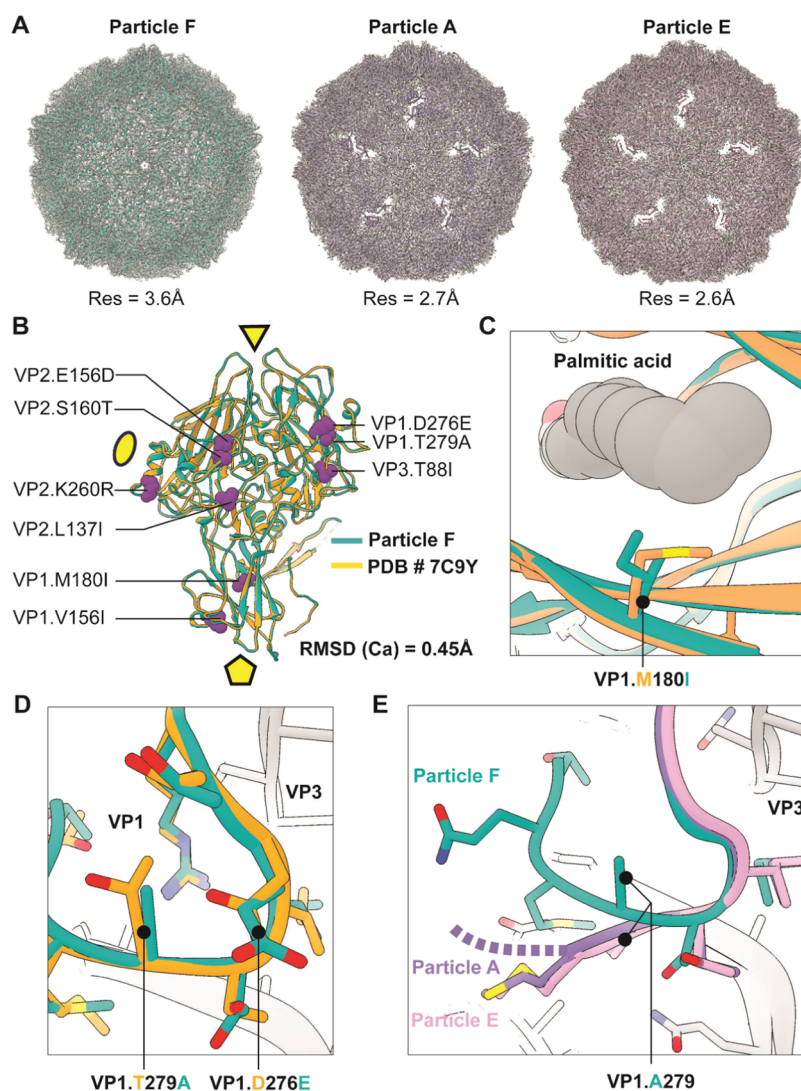 A
Particle F
Particle A
Particle E
Res = 3.6Å
Res = 2.7Å
Res = 2.6Å
B
VP2.E156D
VP2.S160T
VP2.K260R
VP2.L137I
VP1.M180I
VP1.V156I
VP1.D276E
VP1.T279A
VP3.T88I
Particle F
PDB # 7C9Y
RMSD (Ca) = 0.45Å
C
Palmitic acid
VP1.M180I
D
VP1
VP3
VP1.T279A
VP1.D276E
E
Particle F
VP3
Particle A
Particle E
VP1.A279